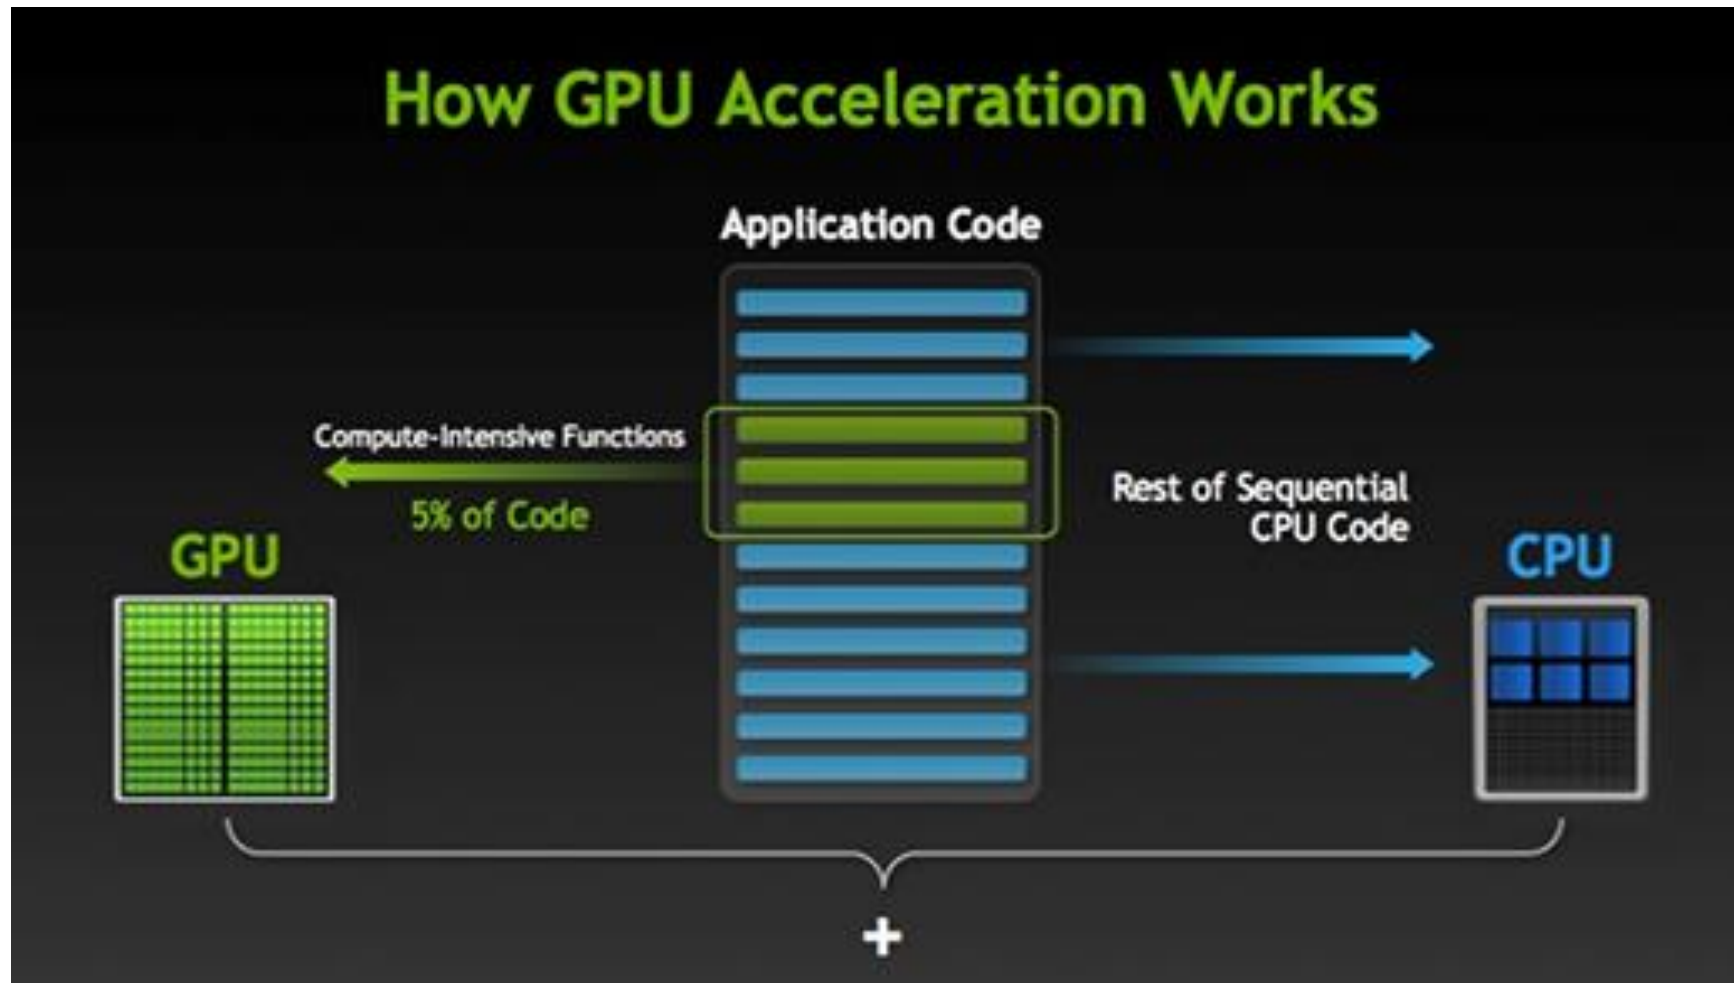 How GPU Acceleration Works
Application Code
Compute-Intensive Functions
5% of Code
Rest of Sequential
CPU Code
GPU
CPU
+